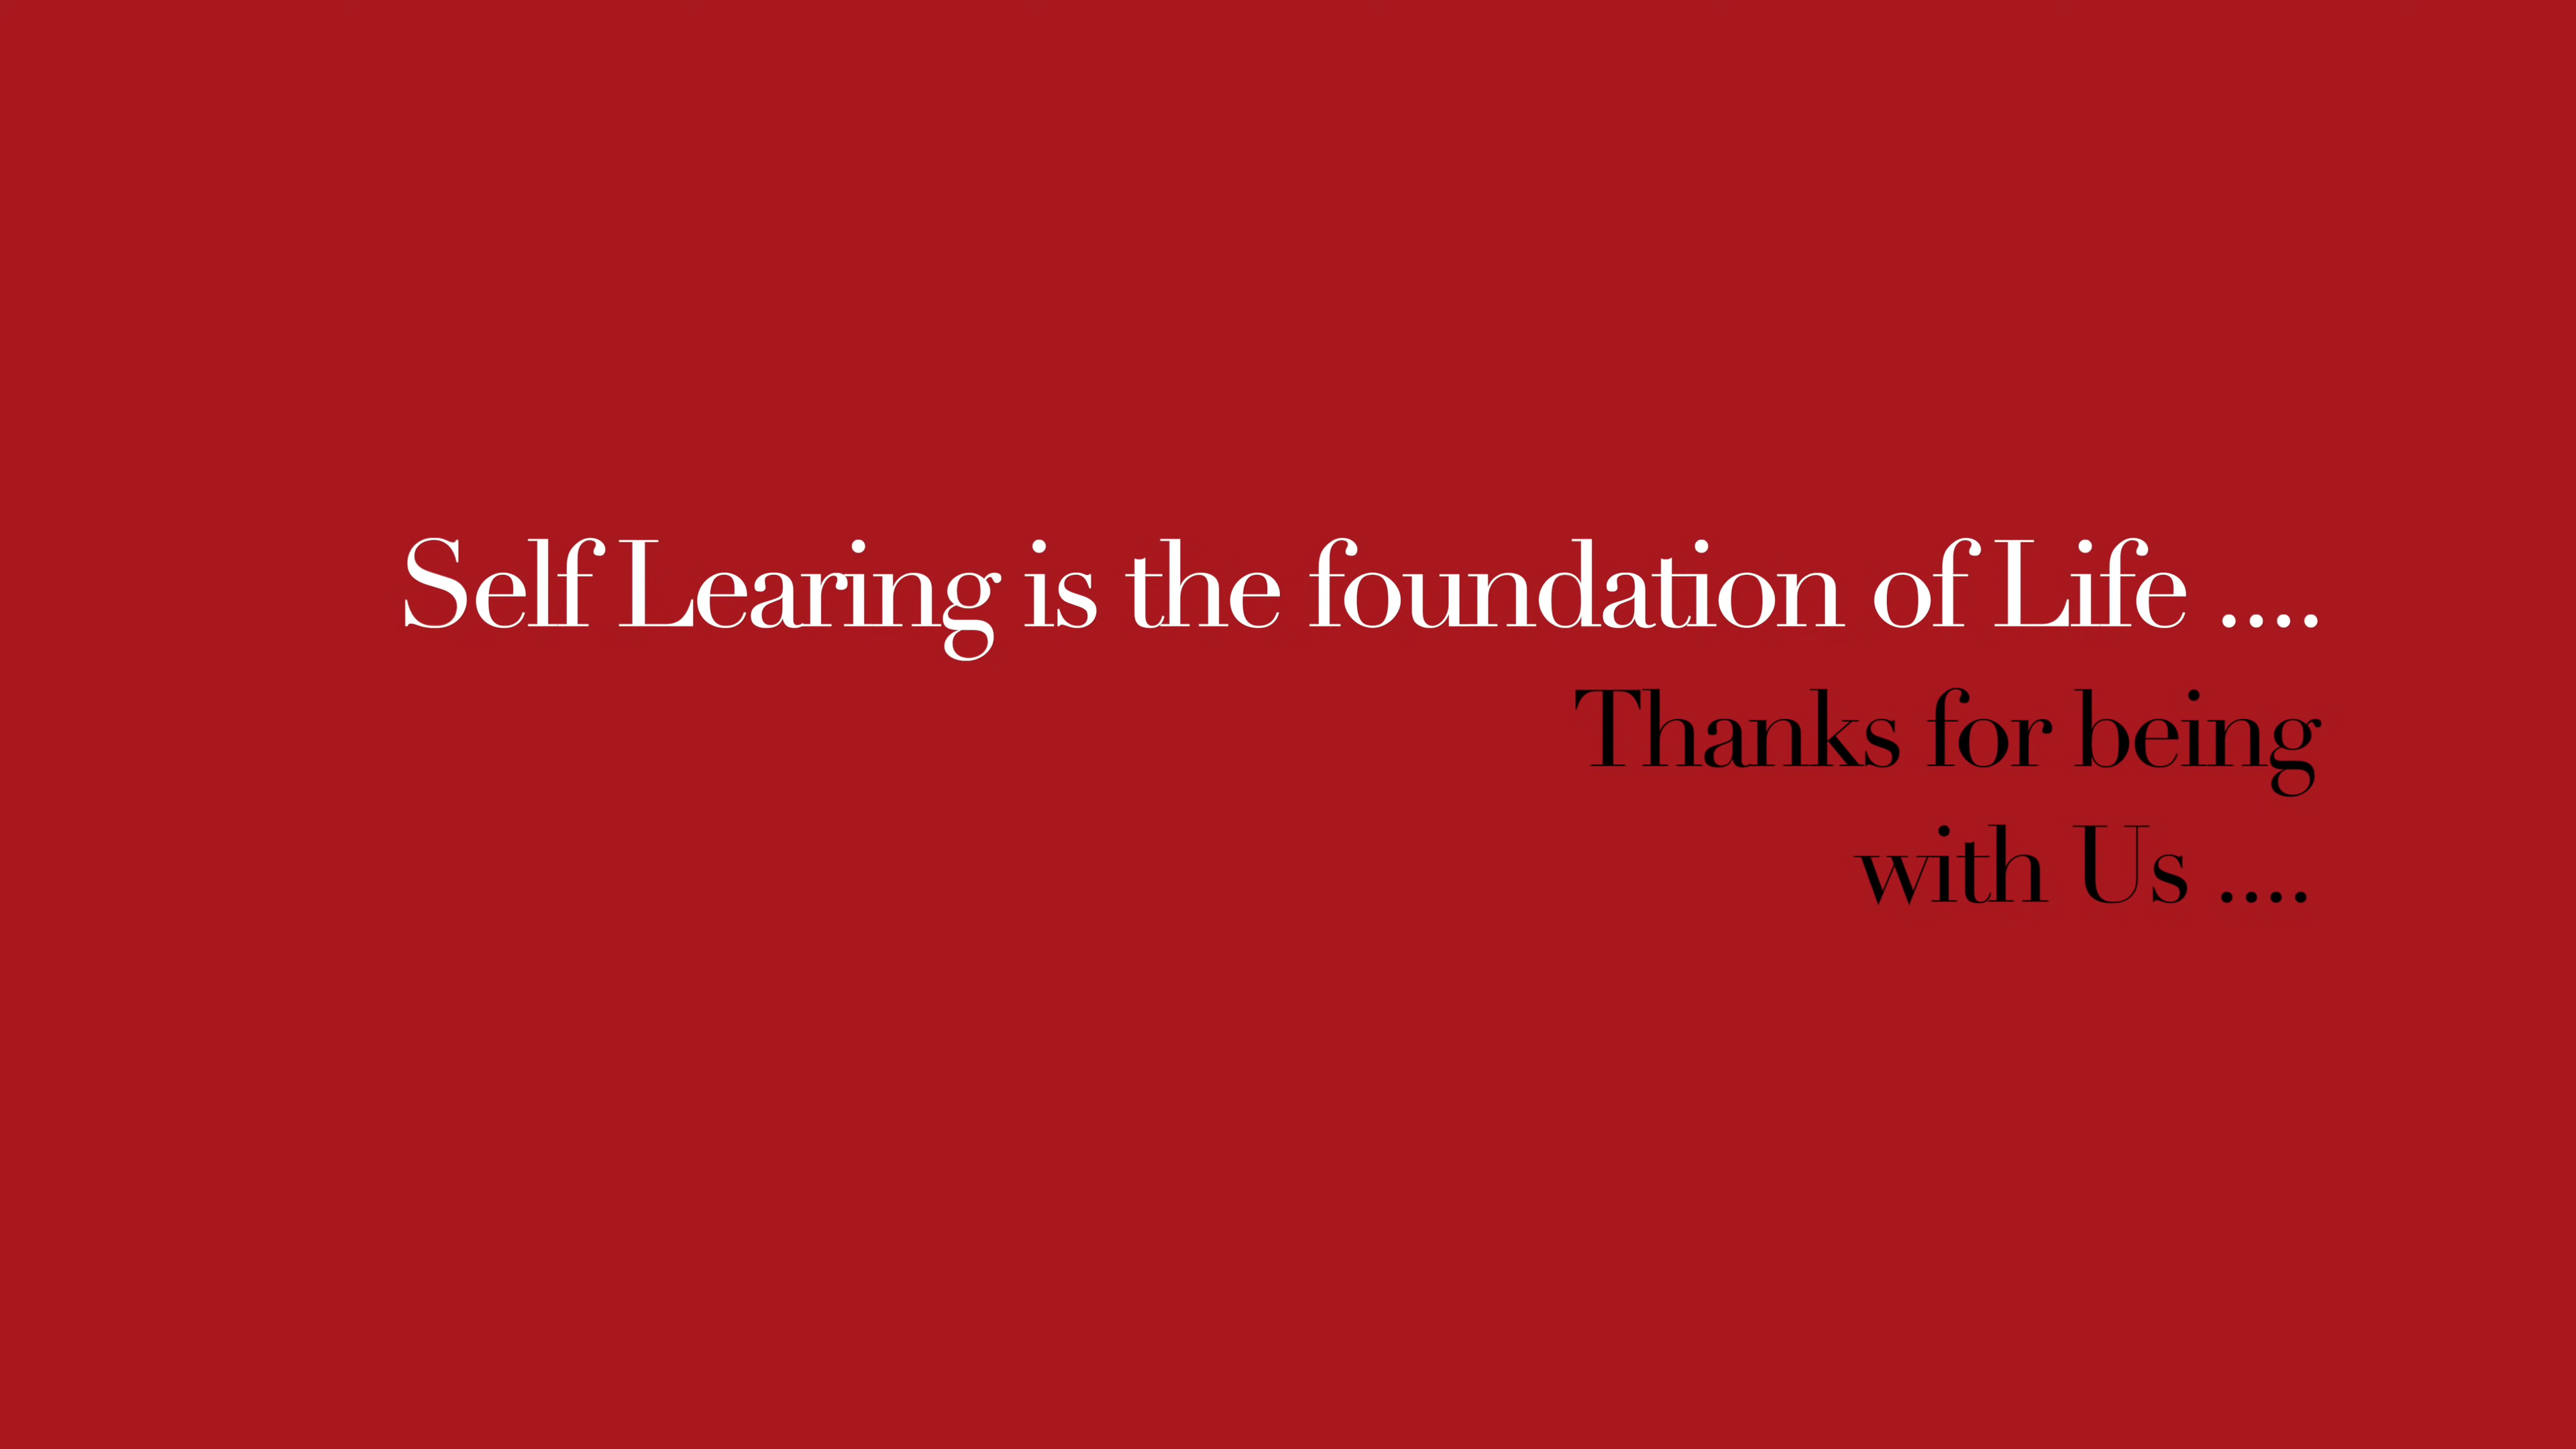 Self Learing is the foundation of Life ....
Thanks for being
with Us ....